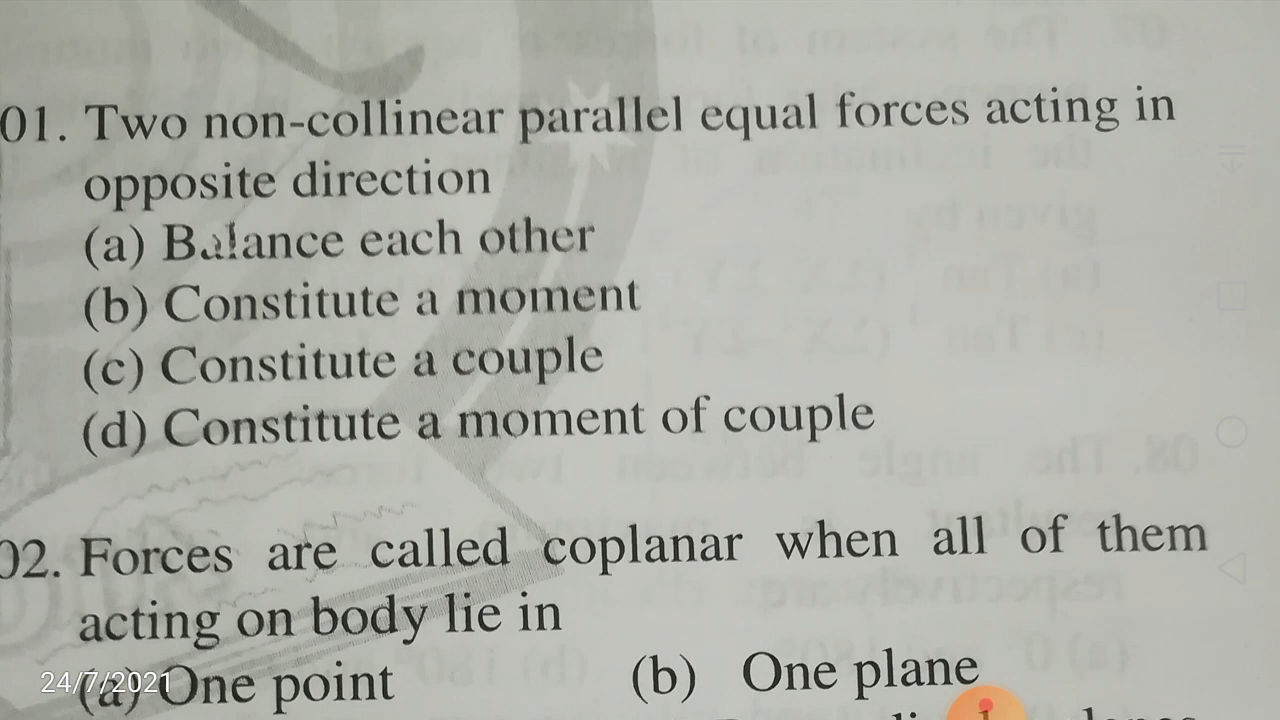 01. Two non-collinear parallel equal forces acting in
opposite direction
(a) Balance each other
(b) Constitute a moment
(c) Constitute a couple
(d) Constitute a moment of couple
02. Forces are called coplanar when all of them
acting on body lie in
(a) One point (b) One plane
24/7/2021